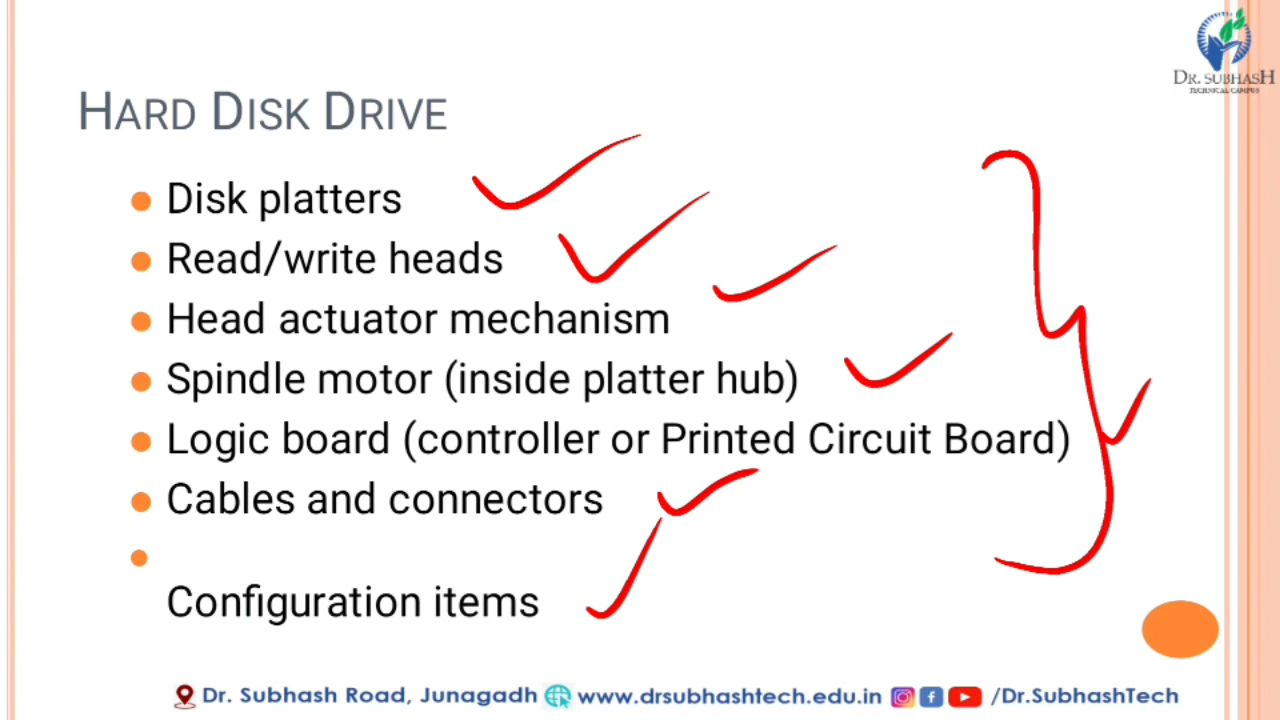 DR. SUBHASH
TECHNICAL CAMPUS
HARD DISK DRIVE
Disk platters
Read/write heads
Head actuator mechanism
Spindle motor (inside platter hub)
Logic board (controller or Printed Circuit Board)
Cables and connectors
Configuration items
Dr. Subhash Road, Junagadh www.drsubhashtech.edu.in /Dr.SubhashTech